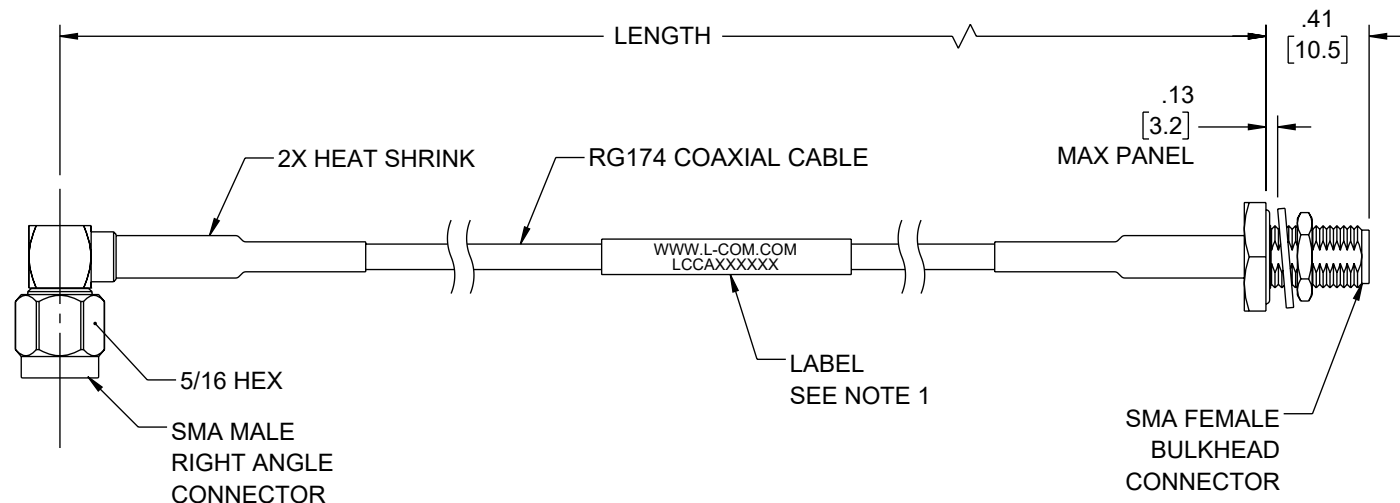 LENGTH
.41
[10.5]
.13
[3.2]
MAX PANEL
2X HEAT SHRINK
RG174 COAXIAL CABLE
WWW.L-COM.COM
LCCAXXXXXX
5/16 HEX
LABEL
SEE NOTE 1
SMA MALE
RIGHT ANGLE
CONNECTOR
SMA FEMALE
BULKHEAD
CONNECTOR